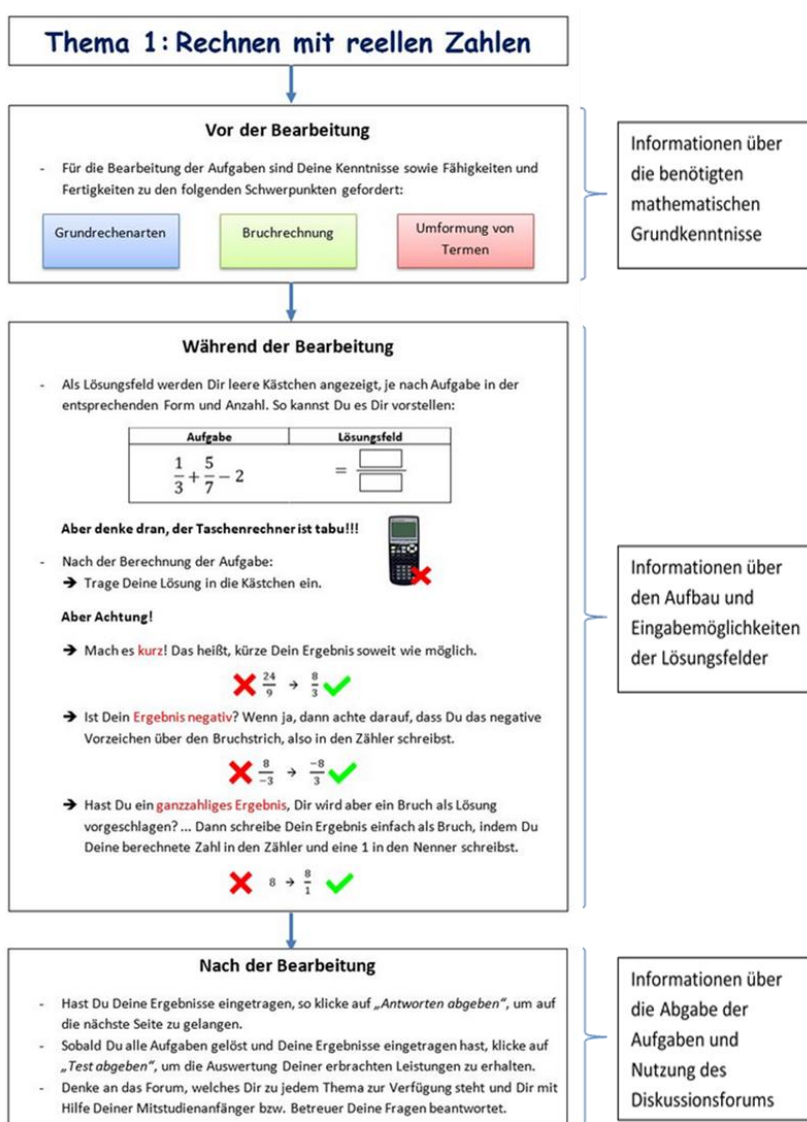 Thema 1: Rechnen mit reellen Zahlen
Vor der Bearbeitung
- Für die Bearbeitung der Aufgaben sind Deine Kenntnisse sowie Fähigkeiten und
Fertigkeiten zu den folgenden Schwerpunkten gefordert:
Grundrechenarten
Bruchrechnung
Umformung von
Termen
Informationen über
die benötigten
mathematischen
Grundkenntnisse
Während der Bearbeitung
- Als Lösungsfeld werden Dir leere Kästchen angezeigt, je nach Aufgabe in der
entsprechenden Form und Anzahl. So kannst Du es Dir vorstellen:
Aufgabe Lösungsfeld
1/3 + 5/7 − 2 =
Aber denke dran, der Taschenrechner ist tabu!!!
- Nach der Berechnung der Aufgabe:
➔ Trage Deine Lösung in die Kästchen ein.
Aber Achtung!
➔ Mach es kurz! Das heißt, kürze Dein Ergebnis soweit wie möglich.
❌ 24/9 → 8/3 ✔
➔ Ist Dein Ergebnis negativ? Wenn ja, dann achte darauf, dass Du das negative
Vorzeichen über den Bruchstrich, also in den Zähler schreibst.
❌ 8/−3 → −8/3 ✔
➔ Hast Du ein ganzzahliges Ergebnis, Dir wird aber ein Bruch als Lösung
vorgeschlagen? ... Dann schreibe Dein Ergebnis einfach als Bruch, indem Du
Deine berechnete Zahl in den Zähler und eine 1 in den Nenner schreibst.
❌ 8 → 8/1 ✔
Informationen über
den Aufbau und
Eingabemöglichkeiten
der Lösungsfelder
Nach der Bearbeitung
- Hast Du Deine Ergebnisse eingetragen, so klicke auf „Antworten abgeben“, um auf
die nächste Seite zu gelangen.
- Sobald Du alle Aufgaben gelöst und Deine Ergebnisse eingetragen hast, klicke auf
„Test abgeben“, um die Auswertung Deiner erbrachten Leistungen zu erhalten.
- Denke an das Forum, welches Dir zu jedem Thema zur Verfügung steht und Dir mit
Hilfe Deiner Mitstudienanfänger bzw. Betreuer Deine Fragen beantwortet.
Informationen über
die Abgabe der
Aufgaben und
Nutzung des
Diskussionsforums